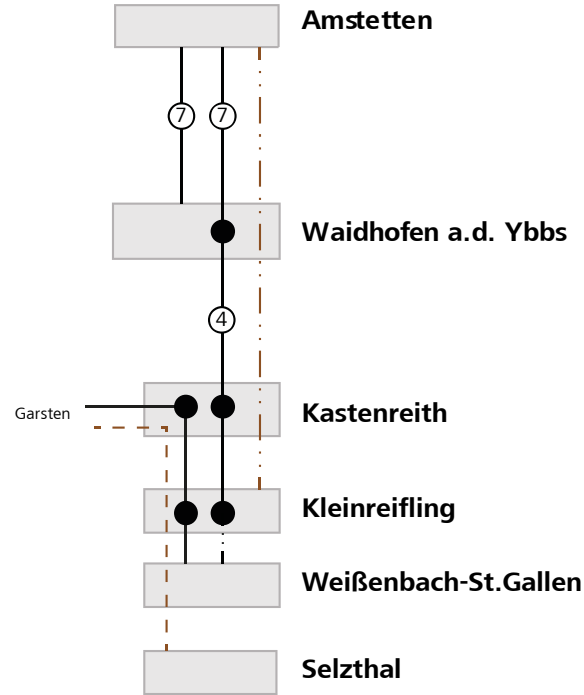 Amstetten
7 7
Waidhofen a.d. Ybbs
4
Garsten
Kastenreith
Kleinreifling
Weißenbach-St.Gallen
Selzthal